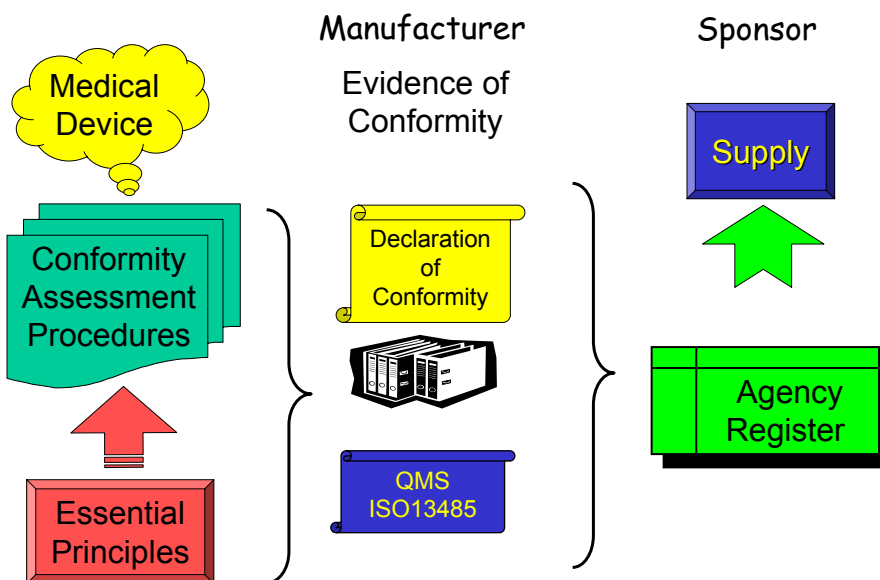 Manufacturer
Sponsor
Medical
Device
Evidence of
Conformity
Supply
Conformity
Assessment
Procedures
Declaration
of
Conformity
Agency
Register
QMS
ISO13485
Essential
Principles